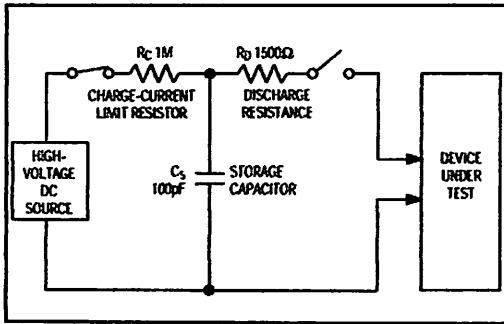 RC 1M
CHARGE-CURRENT
LIMIT RESISTOR
RD 1500Ω
DISCHARGE
RESISTANCE
HIGH-
VOLTAGE
DC
SOURCE
CS
100pF
STORAGE
CAPACITOR
DEVICE
UNDER
TEST